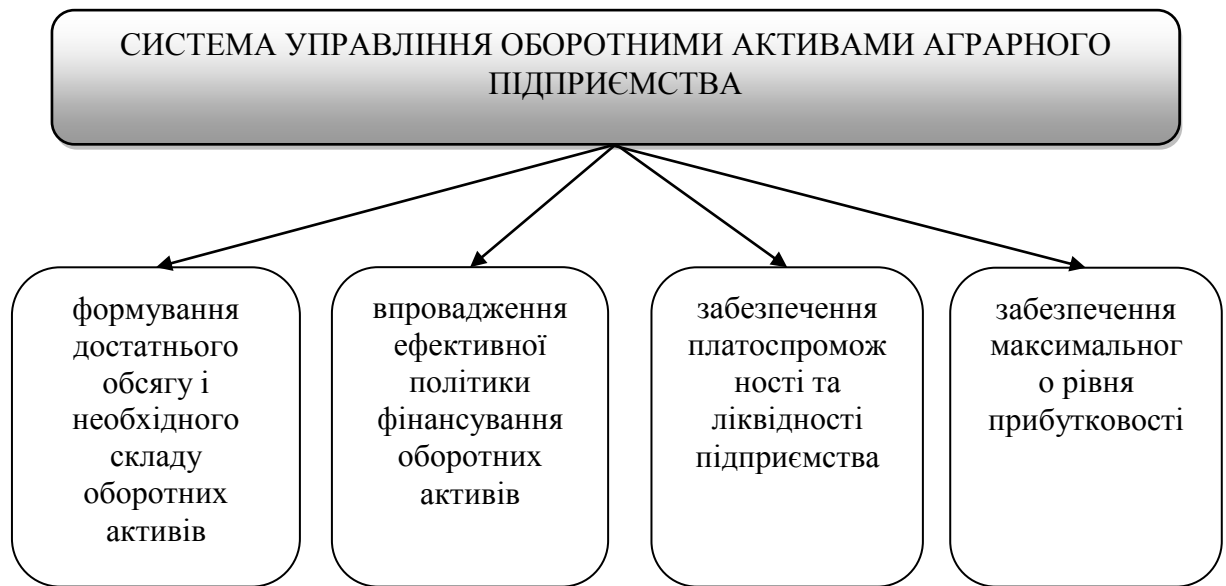 СИСТЕМА УПРАВЛІННЯ ОБОРОТНИМИ АКТИВАМИ АГРАРНОГО
ПІДПРИЄМСТВА
формування
достатнього
обсягу і
необхідного
складу
оборотних
активів
впровадження
ефективної
політики
фінансування
оборотних
активів
забезпечення
платоспромож
ності та
ліквідності
підприємства
забезпечення
максимальног
о рівня
прибутковості